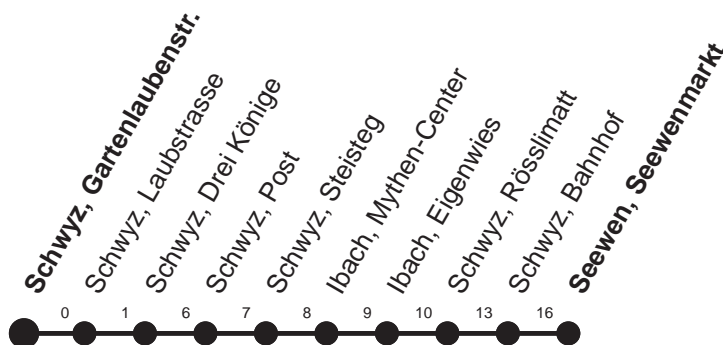 Schwyz, Gartenlaubenstr.
Schwyz, Laubstrasse
Schwyz, Drei Könige
Schwyz, Post
Schwyz, Steisteg
Ibach, Mythen-Center
Ibach, Eigenwies
Schwyz, Rösslimatt
Schwyz, Bahnhof
Seewen, Seewenmarkt
0 1 6 7 8 9 10 13 16